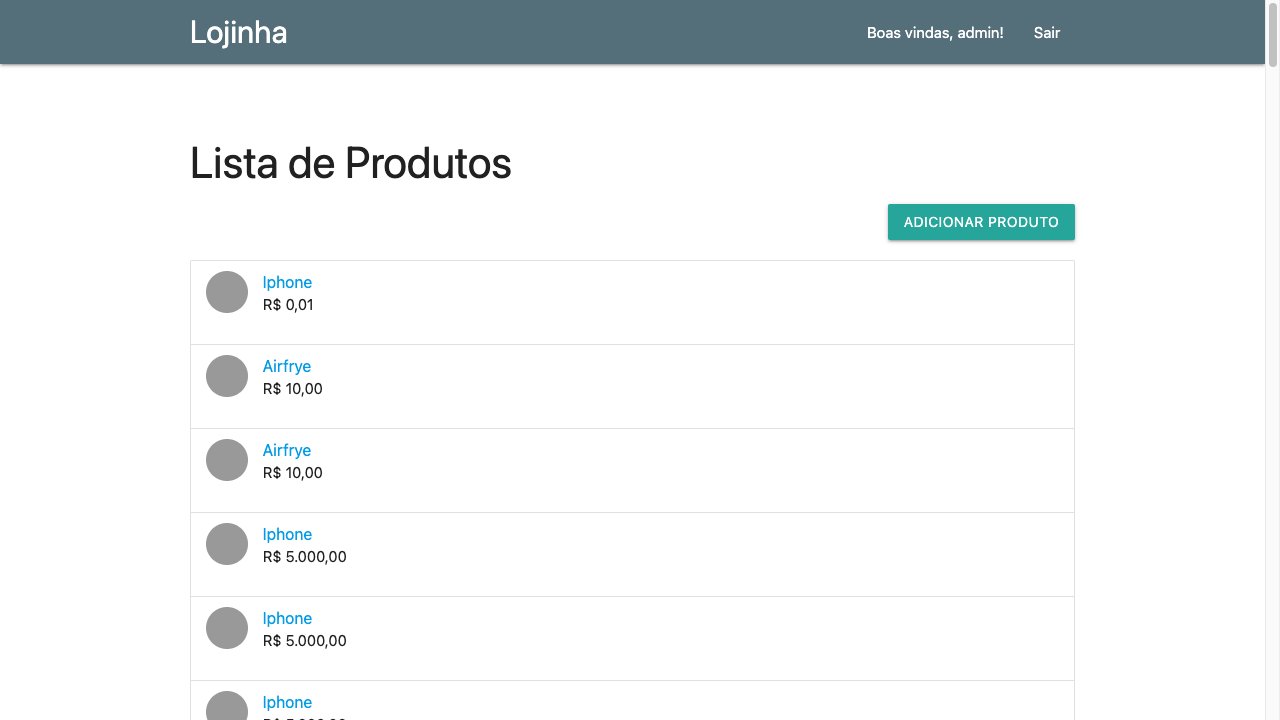 Lojinha
Boas vindas, admin! Sair
Lista de Produtos
ADICIONAR PRODUTO
Iphone
R$ 0,01
Airfrye
R$ 10,00
Airfrye
R$ 10,00
Iphone
R$ 5.000,00
Iphone
R$ 5.000,00
Iphone